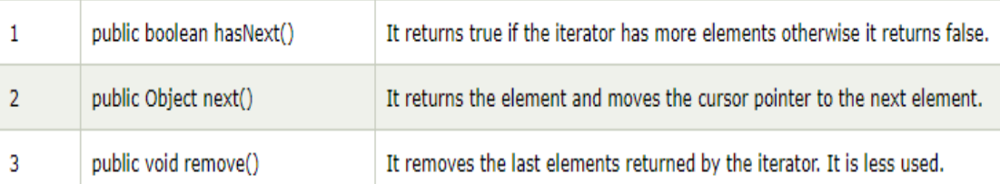 1 public boolean hasNext() It returns true if the iterator has more elements otherwise it returns false.
2 public Object next() It returns the element and moves the cursor pointer to the next element.
3 public void remove() It removes the last elements returned by the iterator. It is less used.